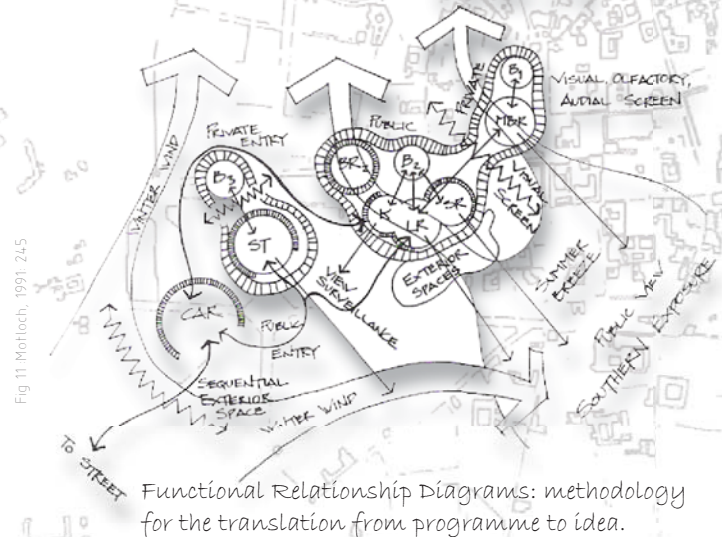 B1
MBR
VISUAL, OLFACTORY,
AUDIAL SCREEN
PRIVATE
PUBLIC
PRIVATE
ENTRY
WINTER WIND
B2
B3
K
LR
ST
VISUAL
SCREEN
EXTERIOR
SPACES
VIEW
SURVEILLANCE
SUMMER
BREEZE
PUBLIC VIEW
SOUTHERN EXPOSURE
CAR
PUBLIC
ENTRY
SEQUENTIAL
EXTERIOR
SPACE
WINTER WIND
TO STREET
Fig 11 Motloch, 1991: 245
Functional Relationship Diagrams: methodology
for the translation from programme to idea.